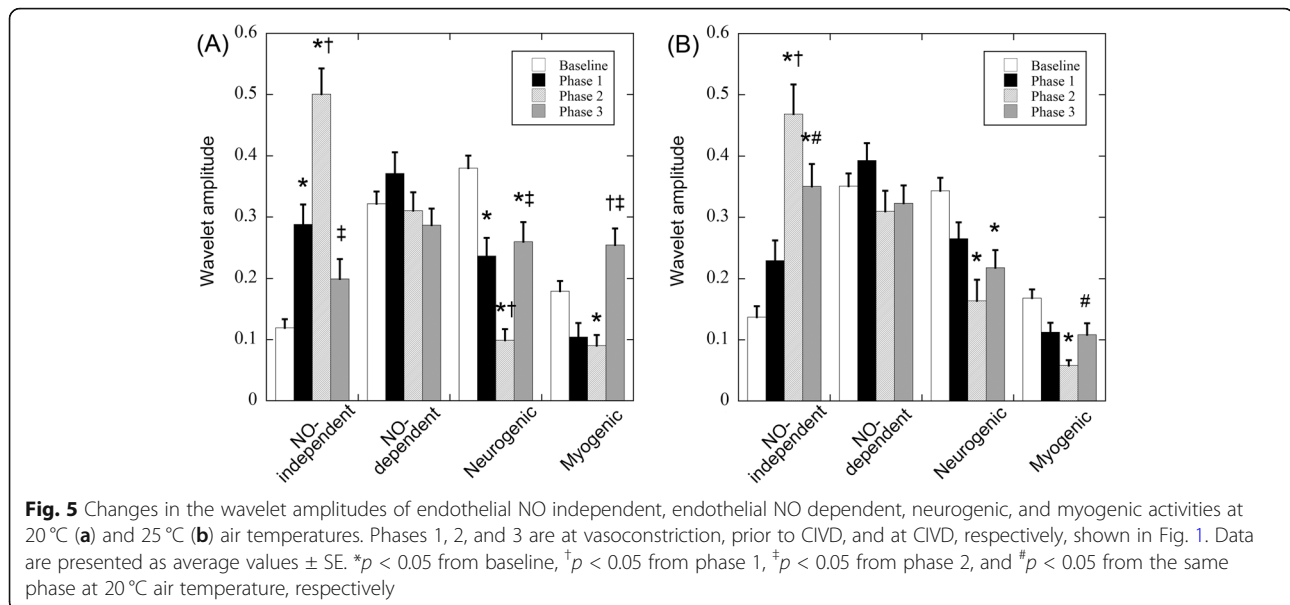 (A)
0.6
0.5
0.4
0.3
0.2
0.1
0
Wavelet amplitude
Baseline
Phase 1
Phase 2
Phase 3
*
*†
‡
*
*†
*‡
*
†‡
NO-
independent
NO-
dependent
Neurogenic
Myogenic
(B)
0.6
0.5
0.4
0.3
0.2
0.1
0
Wavelet amplitude
Baseline
Phase 1
Phase 2
Phase 3
*†
*#
*
*
*
#
NO-
independent
NO-
dependent
Neurogenic
Myogenic
Fig. 5 Changes in the wavelet amplitudes of endothelial NO independent, endothelial NO dependent, neurogenic, and myogenic activities at
20 °C (a) and 25 °C (b) air temperatures. Phases 1, 2, and 3 are at vasoconstriction, prior to CIVD, and at CIVD, respectively, shown in Fig. 1. Data
are presented as average values ± SE. *p < 0.05 from baseline, †p < 0.05 from phase 1, ‡p < 0.05 from phase 2, and #p < 0.05 from the same
phase at 20 °C air temperature, respectively